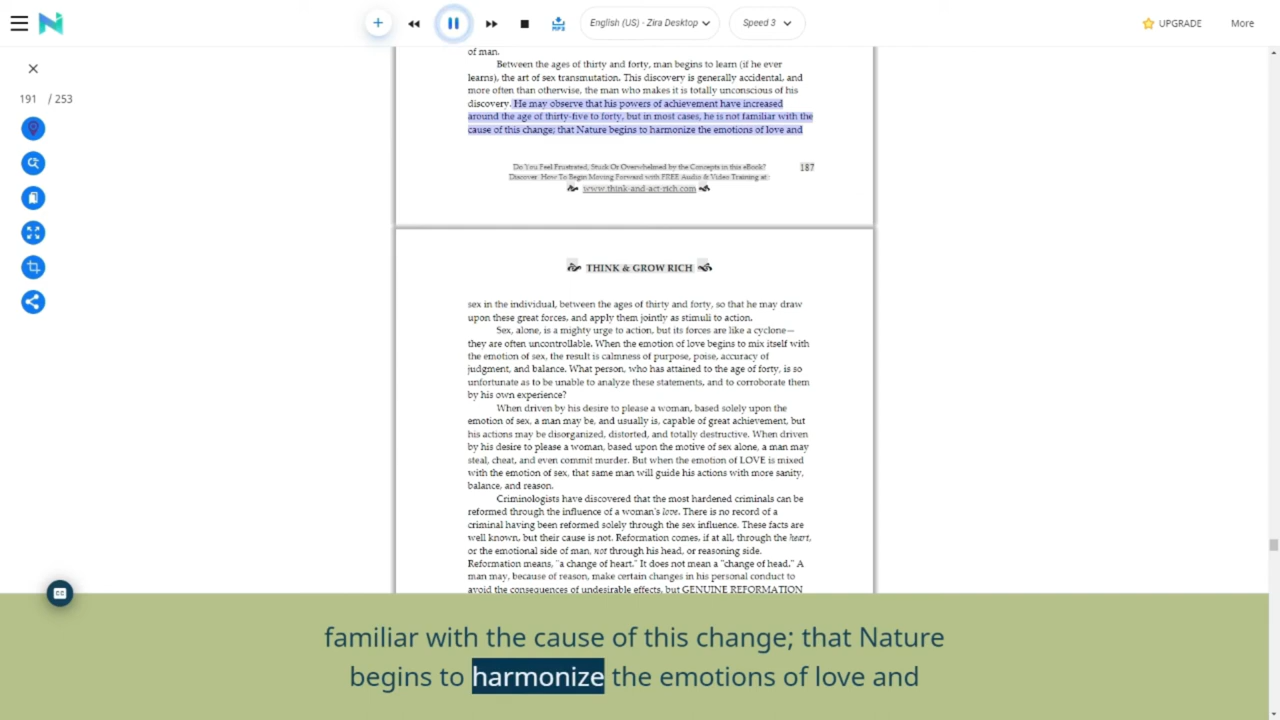 English (US) - Zira Desktop
Speed 3
UPGRADE
More
191 / 253
of man.
Between the ages of thirty and forty, man begins to learn (if he ever
learns), the art of sex transmutation. This discovery is generally accidental, and
more often than otherwise, the man who makes it is totally unconscious of his
discovery. He may observe that his powers of achievement have increased
around the age of thirty-five to forty, but in most cases, he is not familiar with the
cause of this change; that Nature begins to harmonize the emotions of love and
Do You Feel Frustrated, Stuck Or Overwhelmed by the Concepts in this eBook?
187
Discover How To Begin Moving Forward with FREE Audio & Video Training at:
www.think-and-act-rich.com
THINK & GROW RICH
sex in the individual, between the ages of thirty and forty, so that he may draw
upon these great forces, and apply them jointly as stimuli to action.
Sex, alone, is a mighty urge to action, but its forces are like a cyclone—
they are often uncontrollable. When the emotion of love begins to mix itself with
the emotion of sex, the result is calmness of purpose, poise, accuracy of
judgment, and balance. What person, who has attained to the age of forty, is so
unfortunate as to be unable to analyze these statements, and to corroborate them
by his own experience?
When driven by his desire to please a woman, based solely upon the
emotion of sex, a man may be, and usually is, capable of great achievement, but
his actions may be disorganized, distorted, and totally destructive. When driven
by his desire to please a woman, based upon the motive of sex alone, a man may
steal, cheat, and even commit murder. But when the emotion of LOVE is mixed
with the emotion of sex, that same man will guide his actions with more sanity,
balance, and reason.
Criminologists have discovered that the most hardened criminals can be
reformed through the influence of a woman's love. There is no record of a
criminal having been reformed solely through the sex influence. These facts are
well known, but their cause is not. Reformation comes, if at all, through the heart,
or the emotional side of man, not through his head, or reasoning side.
Reformation means, "a change of heart." It does not mean a "change of head." A
man may, because of reason, make certain changes in his personal conduct to
avoid the consequences of undesirable effects, but GENUINE REFORMATION
CC
familiar with the cause of this change; that Nature
begins to harmonize the emotions of love and
MP3